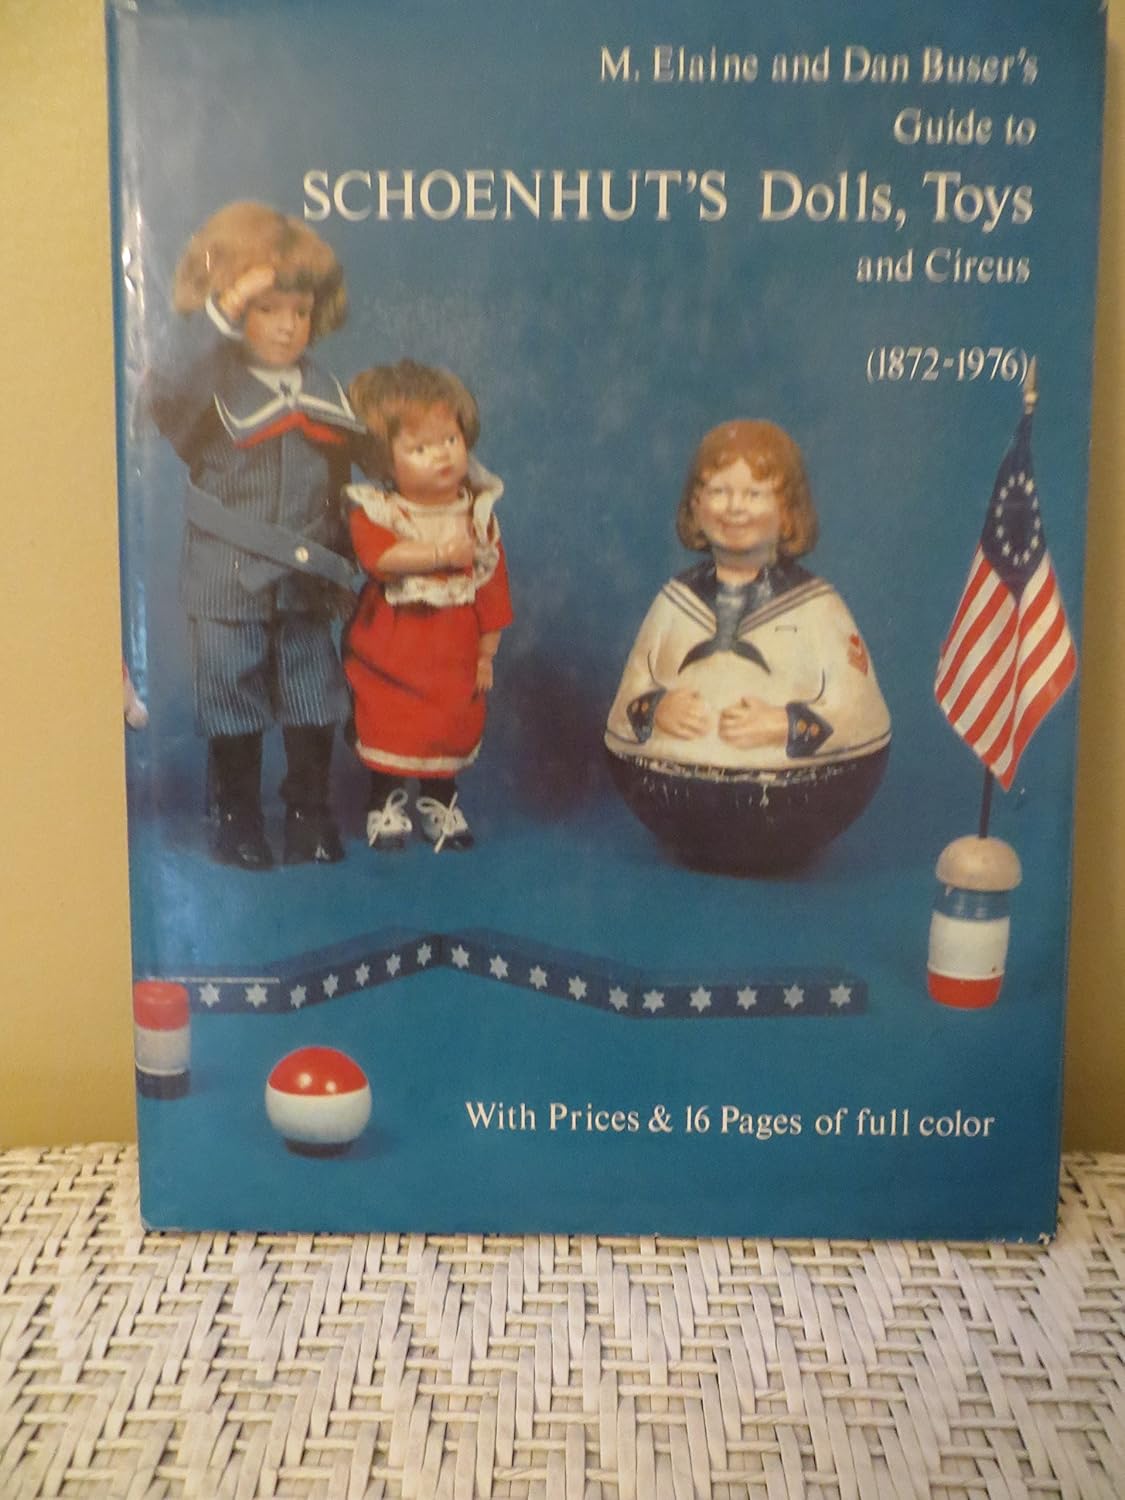 M. Elaine and Dan Buser's
Guide to
SCHOENHUT'S Dolls, Toys
and Circus
(1872-1976)
With Prices & 16 Pages of full color